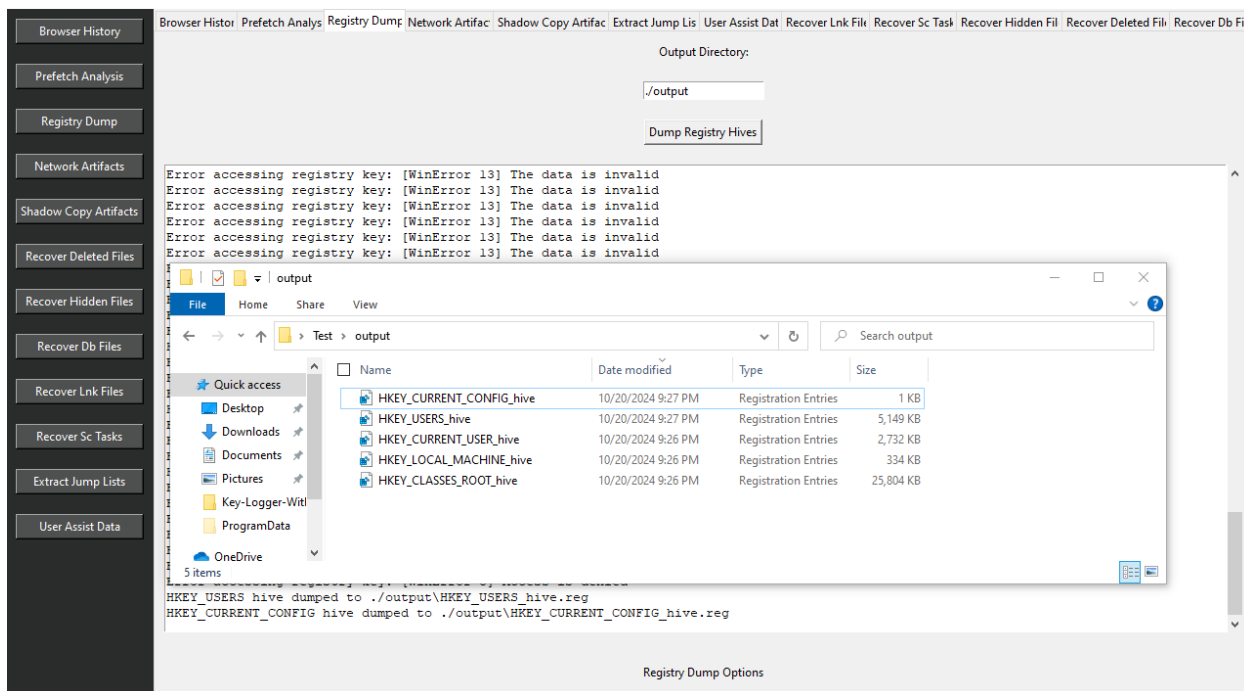 Browser History
Prefetch Analysis
Registry Dump
Network Artifacts
Shadow Copy Artifacts
Recover Deleted Files
Recover Hidden Files
Recover Db Files
Recover Lnk Files
Recover Sc Tasks
Extract Jump Lists
User Assist Data
Browser Histor Prefetch Analys Registry Dump Network Artifac Shadow Copy Artifac Extract Jump Lis User Assist Dat Recover Lnk File Recover Sc Task Recover Hidden Fil Recover Deleted File Recover Db Fi
Output Directory:
./output
Dump Registry Hives
Error accessing registry key: [WinError 13] The data is invalid
Error accessing registry key: [WinError 13] The data is invalid
Error accessing registry key: [WinError 13] The data is invalid
Error accessing registry key: [WinError 13] The data is invalid
Error accessing registry key: [WinError 13] The data is invalid
Error accessing registry key: [WinError 13] The data is invalid
output
File Home Share View
Test > output
Search output
Quick access
Desktop
Downloads
Documents
Pictures
Key-Logger-Witl
ProgramData
OneDrive
Name Date modified Type Size
HKEY_CURRENT_CONFIG_hive 10/20/2024 9:27 PM Registration Entries 1 KB
HKEY_USERS_hive 10/20/2024 9:27 PM Registration Entries 5,149 KB
HKEY_CURRENT_USER_hive 10/20/2024 9:26 PM Registration Entries 2,732 KB
HKEY_LOCAL_MACHINE_hive 10/20/2024 9:26 PM Registration Entries 334 KB
HKEY_CLASSES_ROOT_hive 10/20/2024 9:26 PM Registration Entries 25,804 KB
5 items
HKEY_USERS hive dumped to ./output\HKEY_USERS_hive.reg
HKEY_CURRENT_CONFIG hive dumped to ./output\HKEY_CURRENT_CONFIG_hive.reg
Registry Dump Options